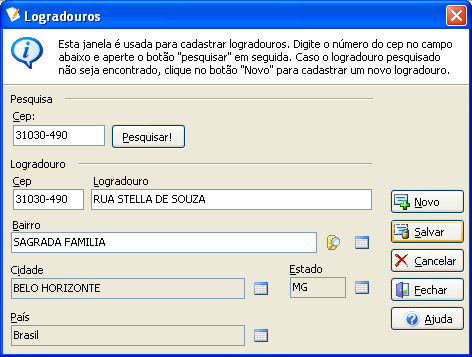 Logradouros
Esta janela é usada para cadastrar logradouros. Digite o número do cep no campo
abaixo e aperte o botão "pesquisar" em seguida. Caso o logradouro pesquisado
não seja encontrado, clique no botão "Novo" para cadastrar um novo logradouro.
Pesquisa
Cep:
31030-490 Pesquisar!
Logradouro
Cep Logradouro
31030-490 RUA STELLA DE SOUZA
Novo
Bairro
Salvar
SAGRADA FAMILIA
Cancelar
Cidade Estado
BELO HORIZONTE MG
Fechar
País
Ajuda
Brasil